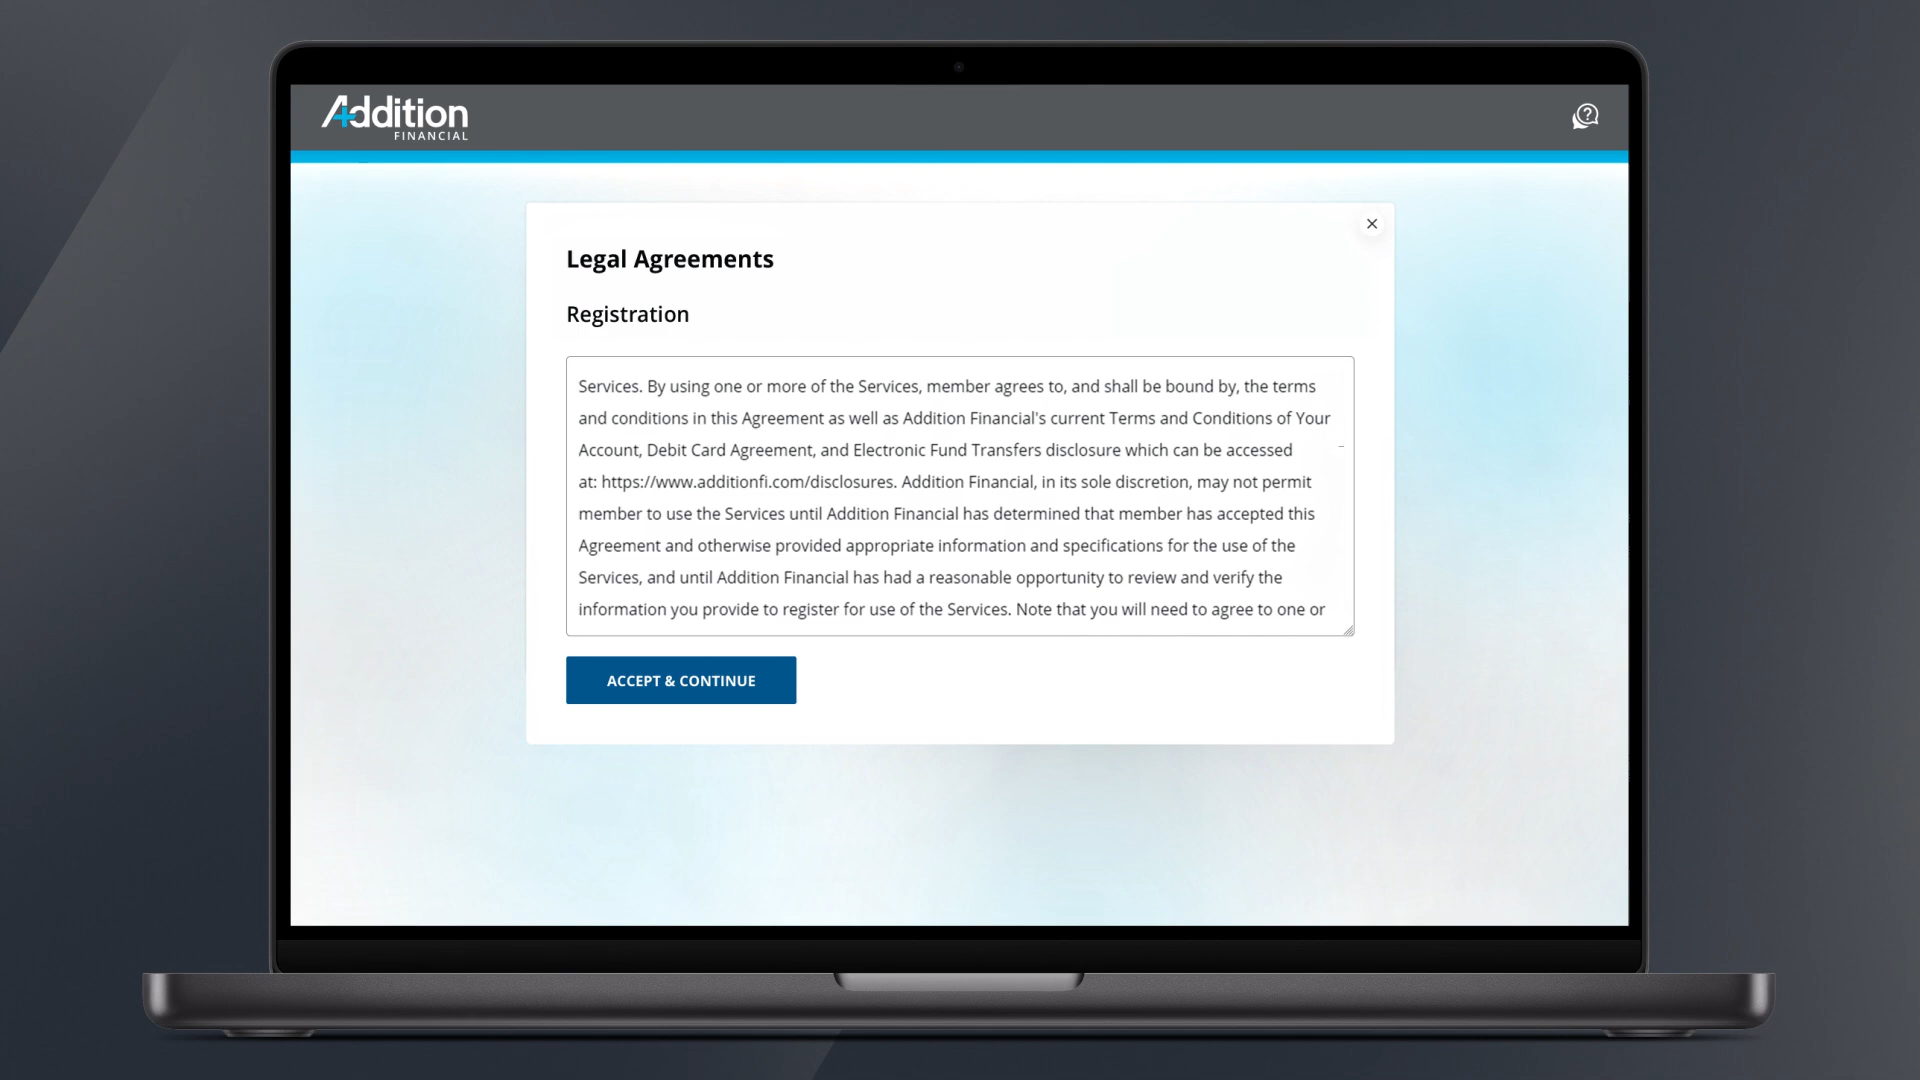 Addition
FINANCIAL
Legal Agreements
Registration
Services. By using one or more of the Services, member agrees to, and shall be bound by, the terms
and conditions in this Agreement as well as Addition Financial's current Terms and Conditions of Your
Account, Debit Card Agreement, and Electronic Fund Transfers disclosure which can be accessed
at: https://www.additionfi.com/disclosures. Addition Financial, in its sole discretion, may not permit
member to use the Services until Addition Financial has determined that member has accepted this
Agreement and otherwise provided appropriate information and specifications for the use of the
Services, and until Addition Financial has had a reasonable opportunity to review and verify the
information you provide to register for use of the Services. Note that you will need to agree to one or
ACCEPT & CONTINUE